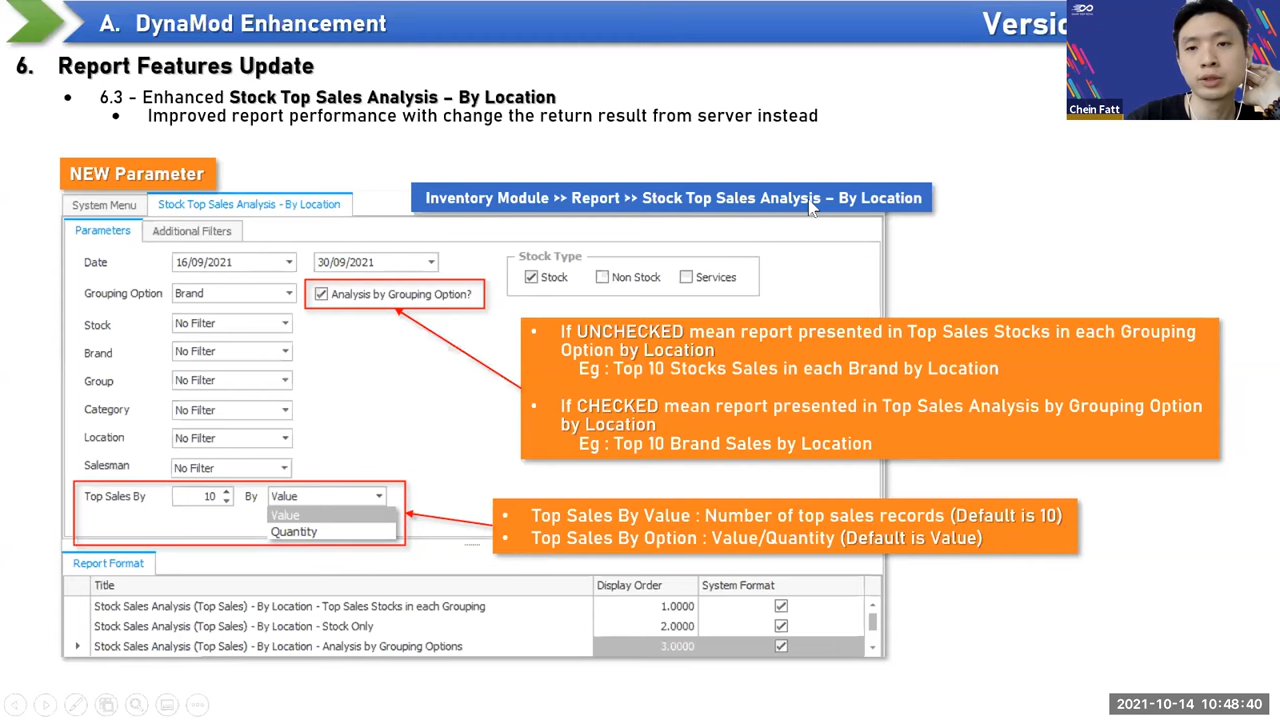 A. DynaMod Enhancement
6. Report Features Update
• 6.3 - Enhanced Stock Top Sales Analysis – By Location
• Improved report performance with change the return result from server instead
Chein Fatt
NEW Parameter
Inventory Module >> Report >> Stock Top Sales Analysis – By Location
System Menu Stock Top Sales Analysis - By Location
Parameters Additional Filters
Date 16/09/2021 30/09/2021
Stock Type
Stock Non Stock Services
Grouping Option Brand Analysis by Grouping Option?
Stock No Filter
Brand No Filter
Group No Filter
Category No Filter
Location No Filter
Salesman No Filter
Top Sales By 10 By Value
Value
Quantity
• If UNCHECKED mean report presented in Top Sales Stocks in each Grouping
Option by Location
Eg : Top 10 Stocks Sales in each Brand by Location
• If CHECKED mean report presented in Top Sales Analysis by Grouping Option
by Location
Eg : Top 10 Brand Sales by Location
• Top Sales By Value : Number of top sales records (Default is 10)
• Top Sales By Option : Value/Quantity (Default is Value)
Report Format
Title Display Order System Format
Stock Sales Analysis (Top Sales) - By Location - Top Sales Stocks in each Grouping 1.0000
Stock Sales Analysis (Top Sales) - By Location - Stock Only 2.0000
Stock Sales Analysis (Top Sales) - By Location - Analysis by Grouping Options 3.0000
2021-10-14 10:48:40